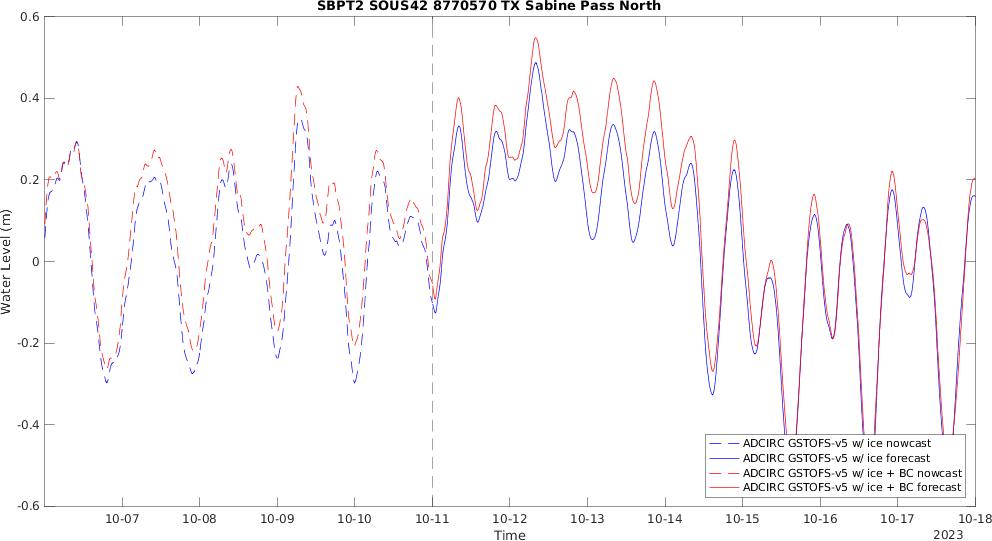 SBPT2 SOUS42 8770570 TX Sabine Pass North
0.6
0.4
0.2
0
-0.2
-0.4
-0.6
Water Level (m)
10-07 10-08 10-09 10-10 10-11 10-12 10-13 10-14 10-15 10-16 10-17 10-18
Time
2023
ADCIRC GSTOFS-v5 w/ ice nowcast
ADCIRC GSTOFS-v5 w/ ice forecast
ADCIRC GSTOFS-v5 w/ ice + BC nowcast
ADCIRC GSTOFS-v5 w/ ice + BC forecast